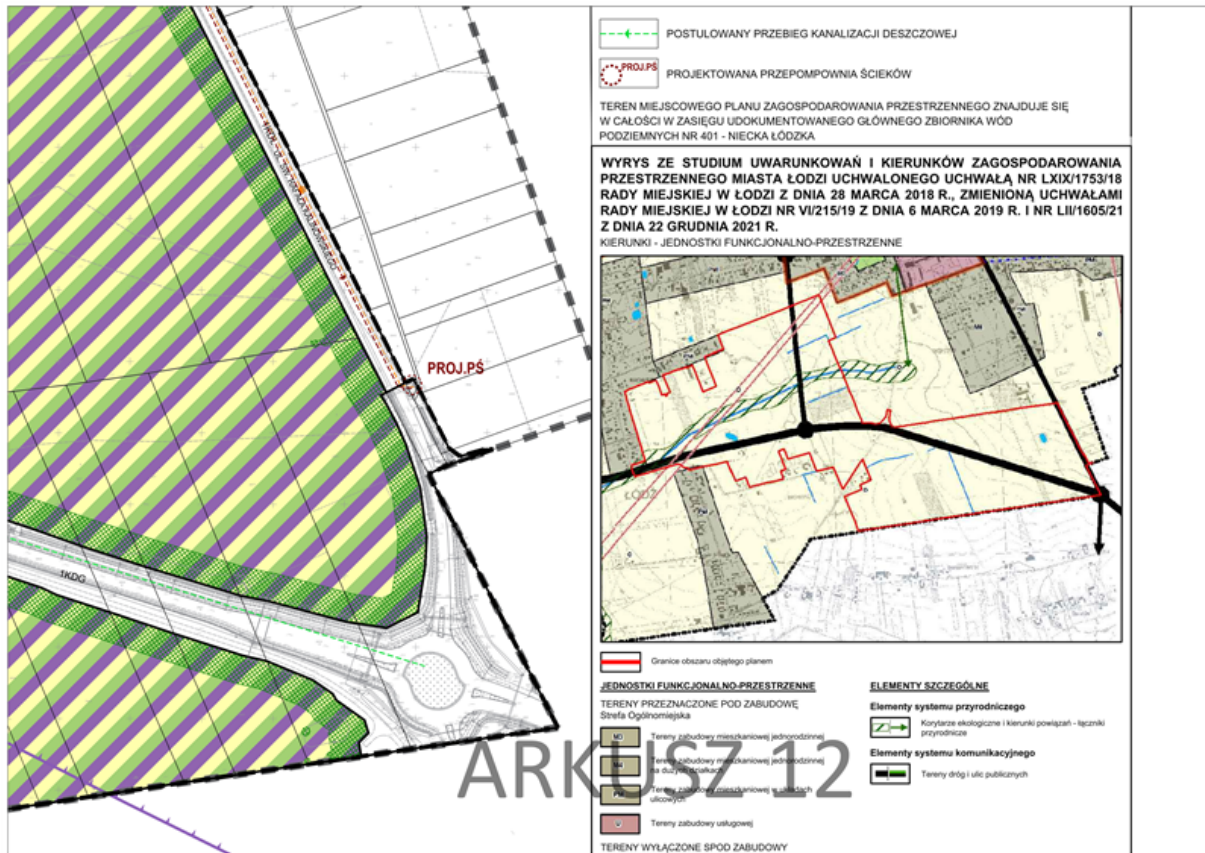 POSTULOWANY PRZEBIEG KANALIZACJI DESZCZOWEJ
PROJ.PŚ
PROJEKTOWANA PRZEPOMPOWNIA ŚCIEKÓW
TEREN MIEJSCOWEGO PLANU ZAGOSPODAROWANIA PRZESTRZENNEGO ZNAJDUJE SIĘ
W CAŁOŚCI W ZASIĘGU UDOKUMENTOWANEGO GŁÓWNEGO ZBIORNIKA WÓD
PODZIEMNYCH NR 401 - NIECKA ŁÓDZKA
WYRYS ZE STUDIUM UWARUNKOWAŃ I KIERUNKÓW ZAGOSPODAROWANIA
PRZESTRZENNEGO MIASTA ŁODZI UCHWALONEGO UCHWAŁĄ NR LXIX/1753/18
RADY MIEJSKIEJ W ŁODZI Z DNIA 28 MARCA 2018 R., ZMIENIONĄ UCHWAŁAMI
RADY MIEJSKIEJ W ŁODZI NR VI/215/19 Z DNIA 6 MARCA 2019 R. I NR LII/1605/21
Z DNIA 22 GRUDNIA 2021 R.
KIERUNKI - JEDNOSTKI FUNKCJONALNO-PRZESTRZENNE
PROJ.PŚ
1KDG
ŁÓDŹ
Granice obszaru objętego planem
JEDNOSTKI FUNKCJONALNO-PRZESTRZENNE
TERENY PRZEZNACZONE POD ZABUDOWĘ
Strefa Ogólnomiejska
Tereny zabudowy mieszkaniowej jednorodzinnej
Tereny zabudowy mieszkaniowej jednorodzinnej
na dużych działkach
Tereny zabudowy mieszkaniowej w układach
ulicowych
U
Tereny zabudowy usługowej
TERENY WYŁĄCZONE SPOD ZABUDOWY
ELEMENTY SZCZEGÓLNE
Elementy systemu przyrodniczego
Korytarze ekologiczne i kierunki powiązań - łączniki
przyrodnicze
Elementy systemu komunikacyjnego
Tereny dróg i ulic publicznych
ARKUSZ 12